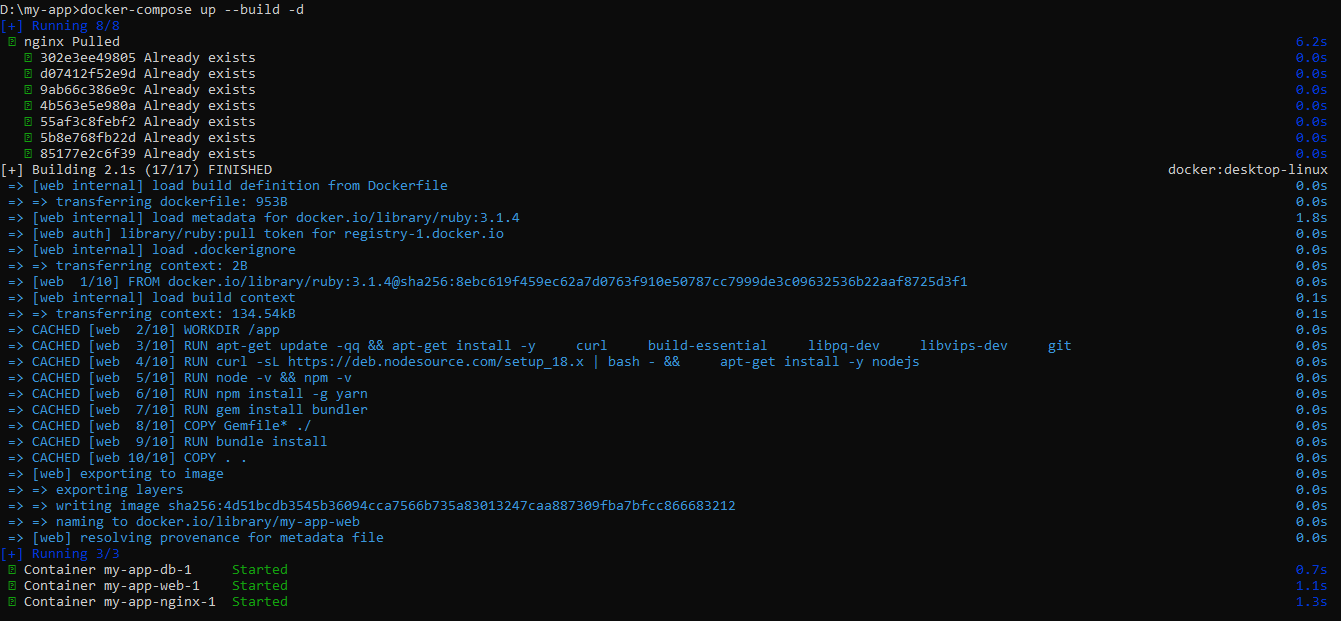 D:\my-app>docker-compose up --build -d
[+] Running 8/8
nginx Pulled 6.2s
302e3ee49805 Already exists 0.0s
d07412f52e9d Already exists 0.0s
9ab66c386e9c Already exists 0.0s
4b563e5e980a Already exists 0.0s
55af3c8febf2 Already exists 0.0s
5b8e768fb22d Already exists 0.0s
85177e2c6f39 Already exists 0.0s
[+] Building 2.1s (17/17) FINISHED docker:desktop-linux
=> [web internal] load build definition from Dockerfile 0.0s
=> => transferring dockerfile: 953B 0.0s
=> [web internal] load metadata for docker.io/library/ruby:3.1.4 1.8s
=> [web auth] library/ruby:pull token for registry-1.docker.io 0.0s
=> [web internal] load .dockerignore 0.0s
=> => transferring context: 2B 0.0s
=> [web  1/10] FROM docker.io/library/ruby:3.1.4@sha256:8ebc619f459ec62a7d0763f910e50787cc7999de3c09632536b22aaf8725d3f1 0.0s
=> [web internal] load build context 0.1s
=> => transferring context: 134.54kB 0.1s
=> CACHED [web  2/10] WORKDIR /app 0.0s
=> CACHED [web  3/10] RUN apt-get update -qq && apt-get install -y     curl     build-essential     libpq-dev     libvips-dev     git 0.0s
=> CACHED [web  4/10] RUN curl -sL https://deb.nodesource.com/setup_18.x | bash - &&     apt-get install -y nodejs 0.0s
=> CACHED [web  5/10] RUN node -v && npm -v 0.0s
=> CACHED [web  6/10] RUN npm install -g yarn 0.0s
=> CACHED [web  7/10] RUN gem install bundler 0.0s
=> CACHED [web  8/10] COPY Gemfile* ./ 0.0s
=> CACHED [web  9/10] RUN bundle install 0.0s
=> CACHED [web 10/10] COPY . . 0.0s
=> [web] exporting to image 0.0s
=> => exporting layers 0.0s
=> => writing image sha256:4d51bcdb3545b36094cca7566b735a83013247caa887309fba7bfcc866683212 0.0s
=> => naming to docker.io/library/my-app-web 0.0s
=> [web] resolving provenance for metadata file 0.0s
[+] Running 3/3
Container my-app-db-1     Started 0.7s
Container my-app-web-1    Started 1.1s
Container my-app-nginx-1  Started 1.3s